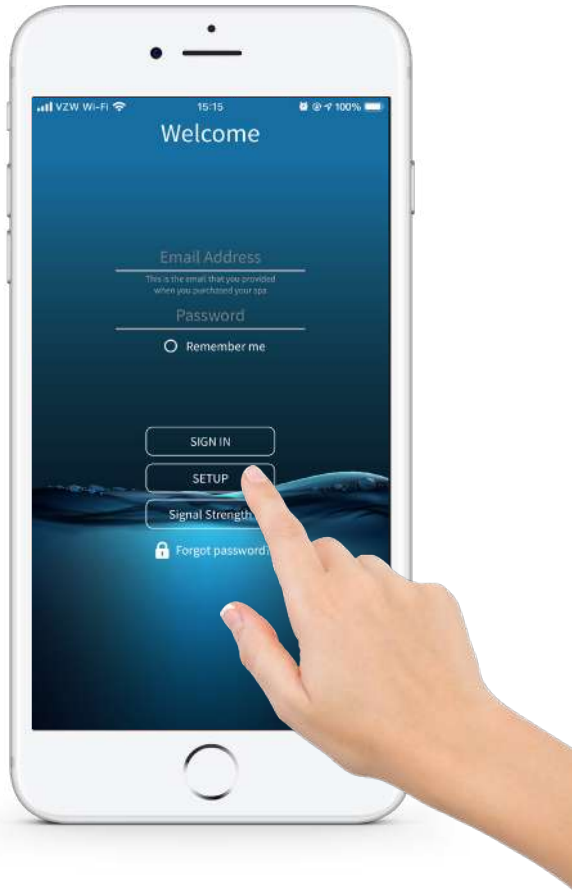 VZW Wi-Fi 15:15 100%
Welcome
Email Address
This is the email that you provided
when you purchased your spa
Password
Remember me
SIGN IN
SETUP
Signal Strength
Forgot password?